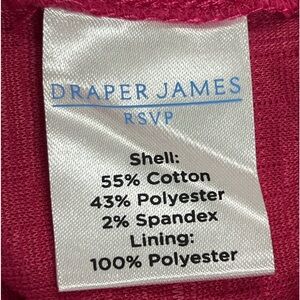 DRAPER JAMES
RSVP
Shell:
55% Cotton
43% Polyester
2% Spandex
Lining:
100% Polyester